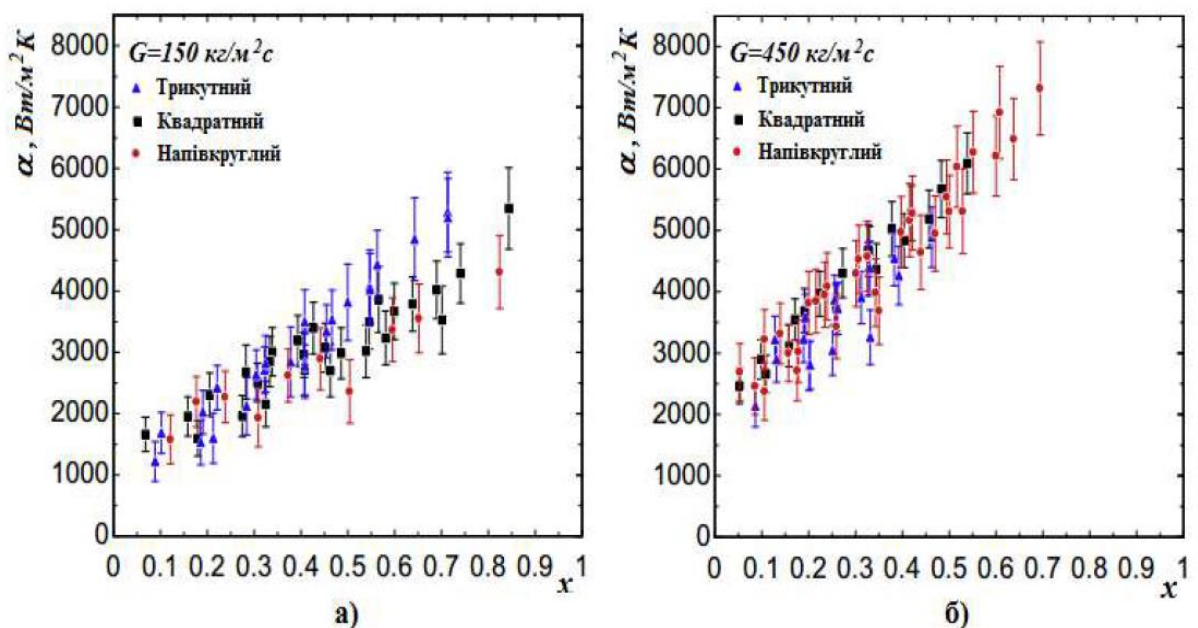 α, Вт/м²К
8000
7000
6000
5000
4000
3000
2000
1000
0
G=150 кг/м²с
Трикутний
Квадратний
Напівкруглий
0 0.1 0.2 0.3 0.4 0.5 0.6 0.7 0.8 0.9 1
x
а)
α, Вт/м²К
8000
7000
6000
5000
4000
3000
2000
1000
0
G=450 кг/м²с
Трикутний
Квадратний
Напівкруглий
0 0.1 0.2 0.3 0.4 0.5 0.6 0.7 0.8 0.9 1
x
б)